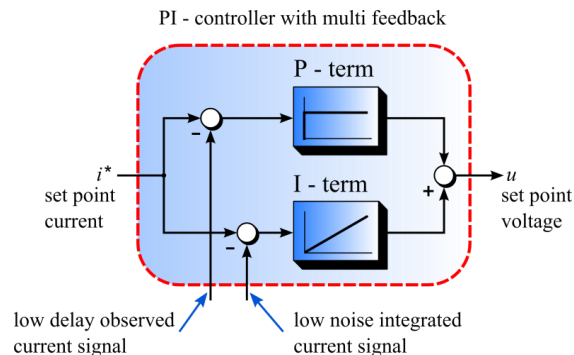 PI - controller with multi feedback
P - term
-
i*
set point
current
I - term
-
+
u
set point
voltage
low delay observed
current signal
low noise integrated
current signal